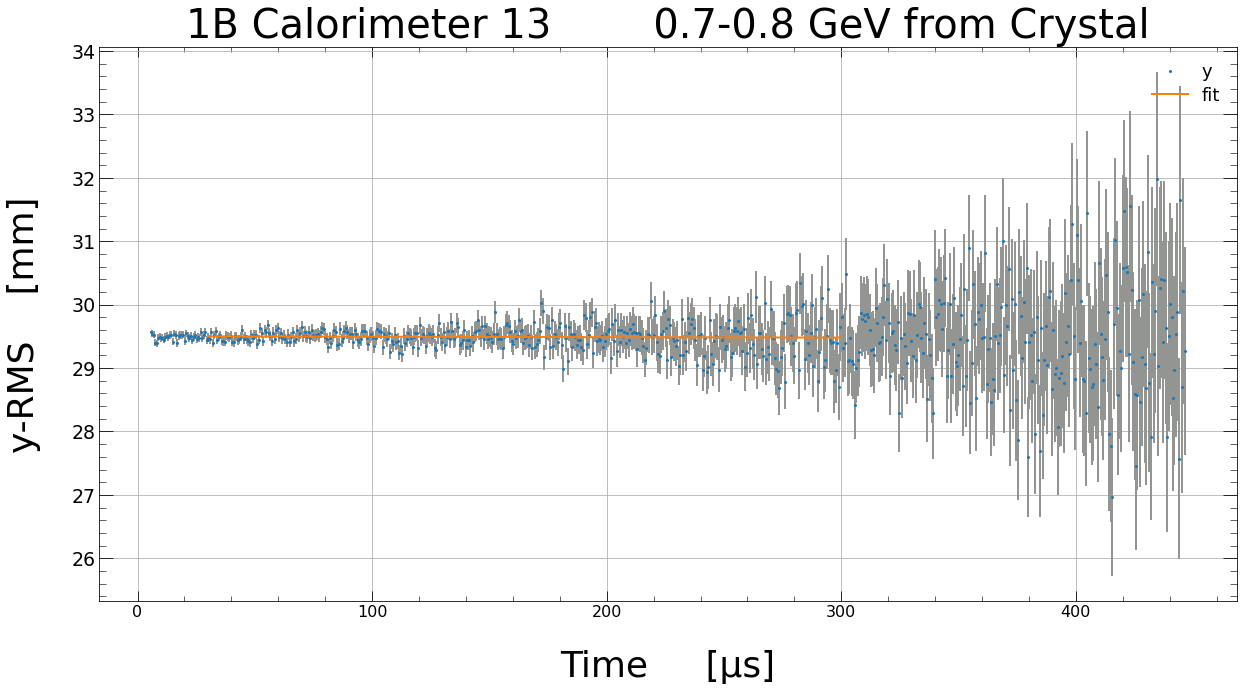 1B Calorimeter 13 0.7-0.8 GeV from Crystal
y
fit
y-RMS [mm]
34
33
32
31
30
29
28
27
26
0 100 200 300 400
Time [μs]